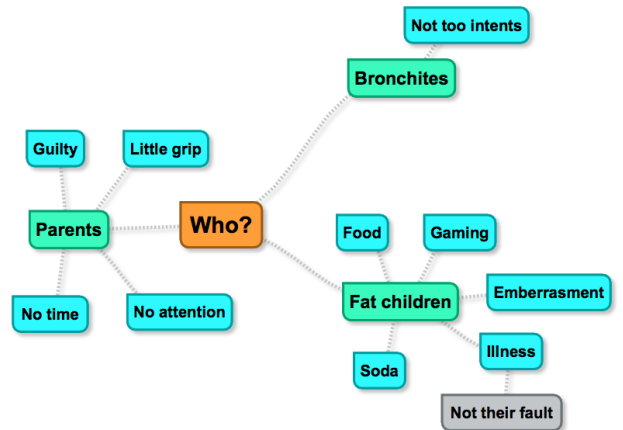 Not too intents
Bronchites
Guilty
Little grip
Who?
Parents
Food
Gaming
No time
No attention
Fat children
Emberrasment
Illness
Soda
Not their fault